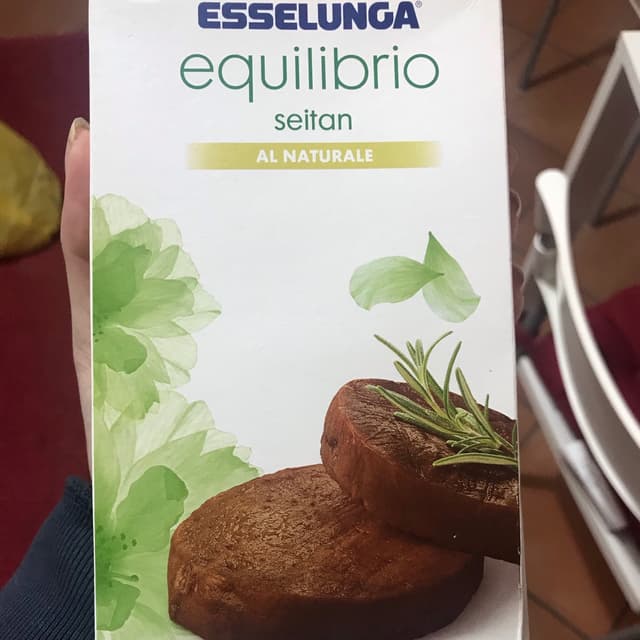 ESSELUNGA®
equilibrio
seitan
AL NATURALE